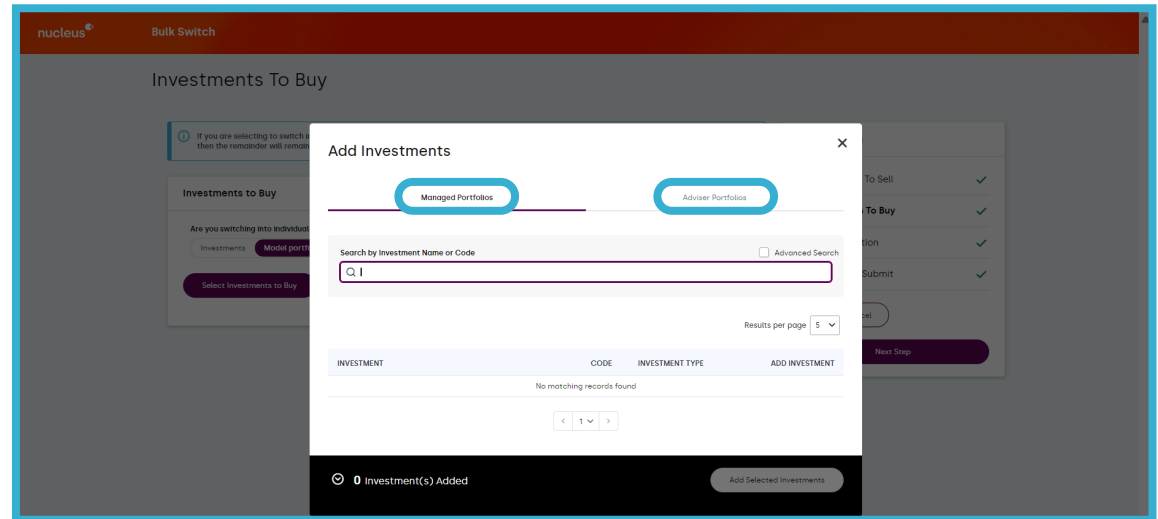 nucleus
Bulk Switch
Investments To Buy
If you are selecting to switch i
then the remainder will remain
Investments to Buy
Are you switching into individual
Investments
Model portf
Select Investments to Buy
Add Investments
Managed Portfolios
Adviser Portfolios
Search by Investment Name or Code
Advanced Search
Results per page 5
INVESTMENT CODE INVESTMENT TYPE ADD INVESTMENT
No matching records found
< 1 >
0 Investment(s) Added
Add Selected Investments
To Sell
To Buy
tion
Submit
cel
Next Step